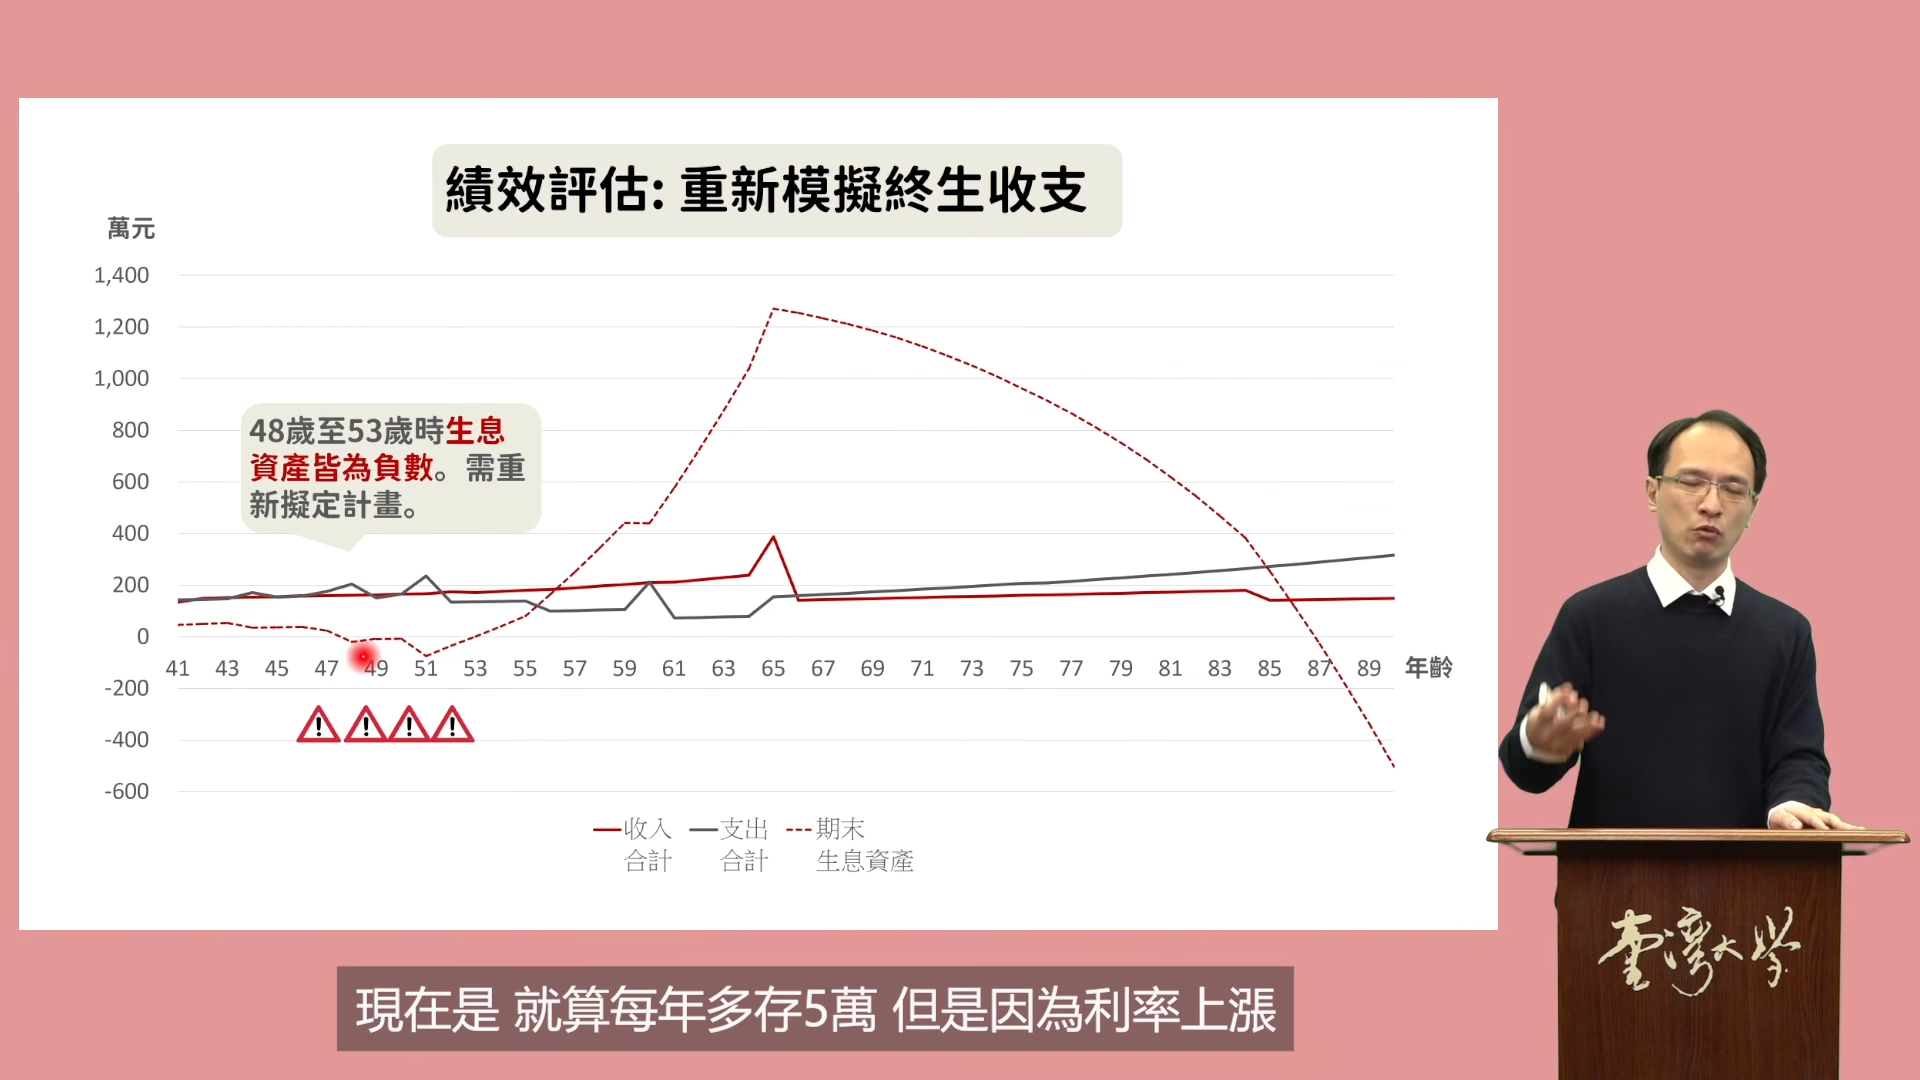 績效評估: 重新模擬終生收支
萬元
1,400
1,200
1,000
800
600
400
200
0
-200
-400
-600
48歲至53歲時生息
資產皆為負數。需重
新擬定計畫。
41 43 45 47 49 51 53 55 57 59 61 63 65 67 69 71 73 75 77 79 81 83 85 87 89 年齡
收入合計 支出合計 期末生息資產
臺灣大學
現在是 就算每年多存5萬 但是因為利率上漲